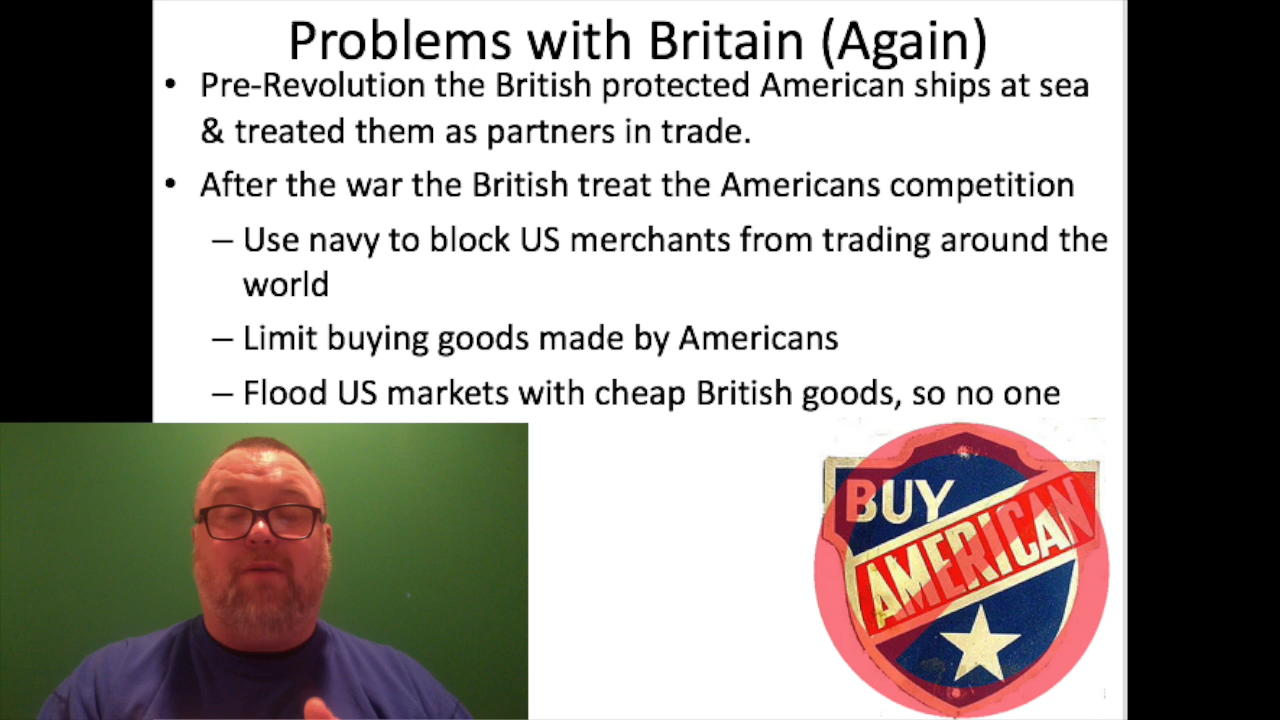 Problems with Britain (Again)
• Pre-Revolution the British protected American ships at sea
& treated them as partners in trade.
• After the war the British treat the Americans competition
– Use navy to block US merchants from trading around the
world
– Limit buying goods made by Americans
– Flood US markets with cheap British goods, so no one
BUY
AMERICAN